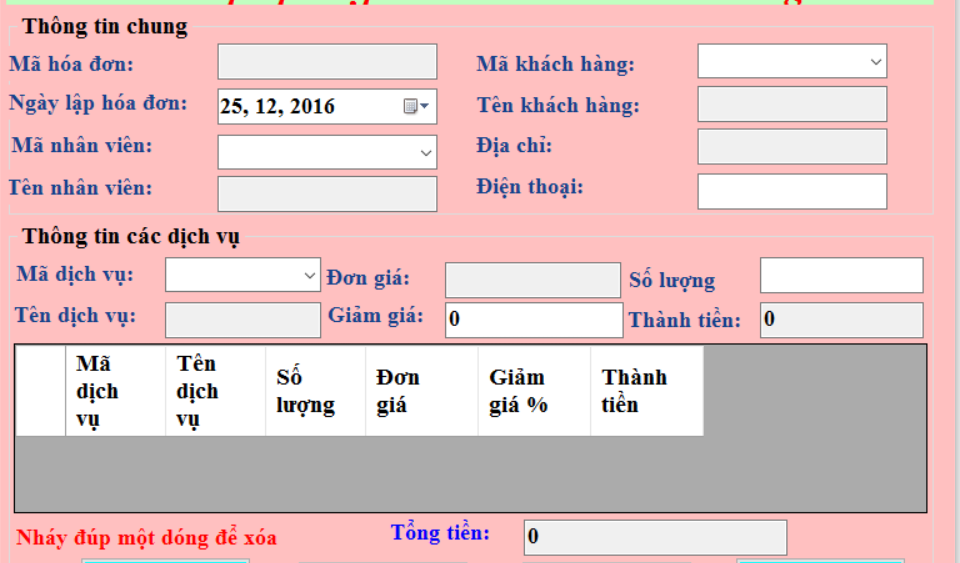 Thông tin chung
Mã hóa đơn:
Mã khách hàng:
Ngày lập hóa đơn: 25, 12, 2016
Tên khách hàng:
Mã nhân viên:
Địa chỉ:
Tên nhân viên:
Điện thoại:
Thông tin các dịch vụ
Mã dịch vụ:
Đơn giá:
Số lượng
Tên dịch vụ:
Giảm giá: 0
Thành tiền: 0
Mã dịch vụ
Tên dịch vụ
Số lượng
Đơn giá
Giảm giá %
Thành tiền
Nháy đúp một dóng để xóa
Tổng tiền: 0